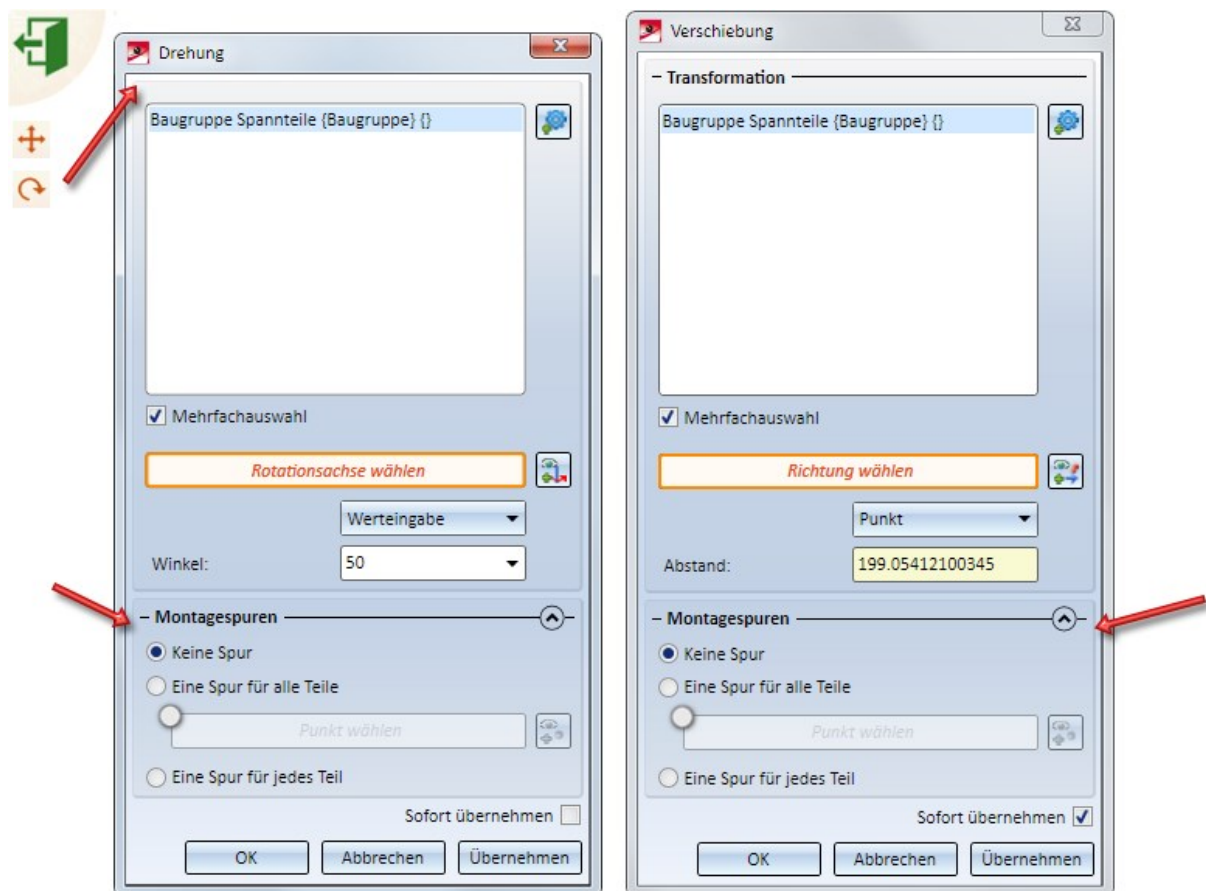 Drehung
Baugruppe Spannteile {Baugruppe} {}
Mehrfachauswahl
Rotationsachse wählen
Werteingabe
Winkel:
50
Montagespuren
Keine Spur
Eine Spur für alle Teile
Punkt wählen
Eine Spur für jedes Teil
Sofort übernehmen
OK
Abbrechen
Übernehmen
Verschiebung
Transformation
Baugruppe Spannteile {Baugruppe} {}
Mehrfachauswahl
Richtung wählen
Punkt
Abstand:
199.05412100345
Montagespuren
Keine Spur
Eine Spur für alle Teile
Punkt wählen
Eine Spur für jedes Teil
Sofort übernehmen
OK
Abbrechen
Übernehmen